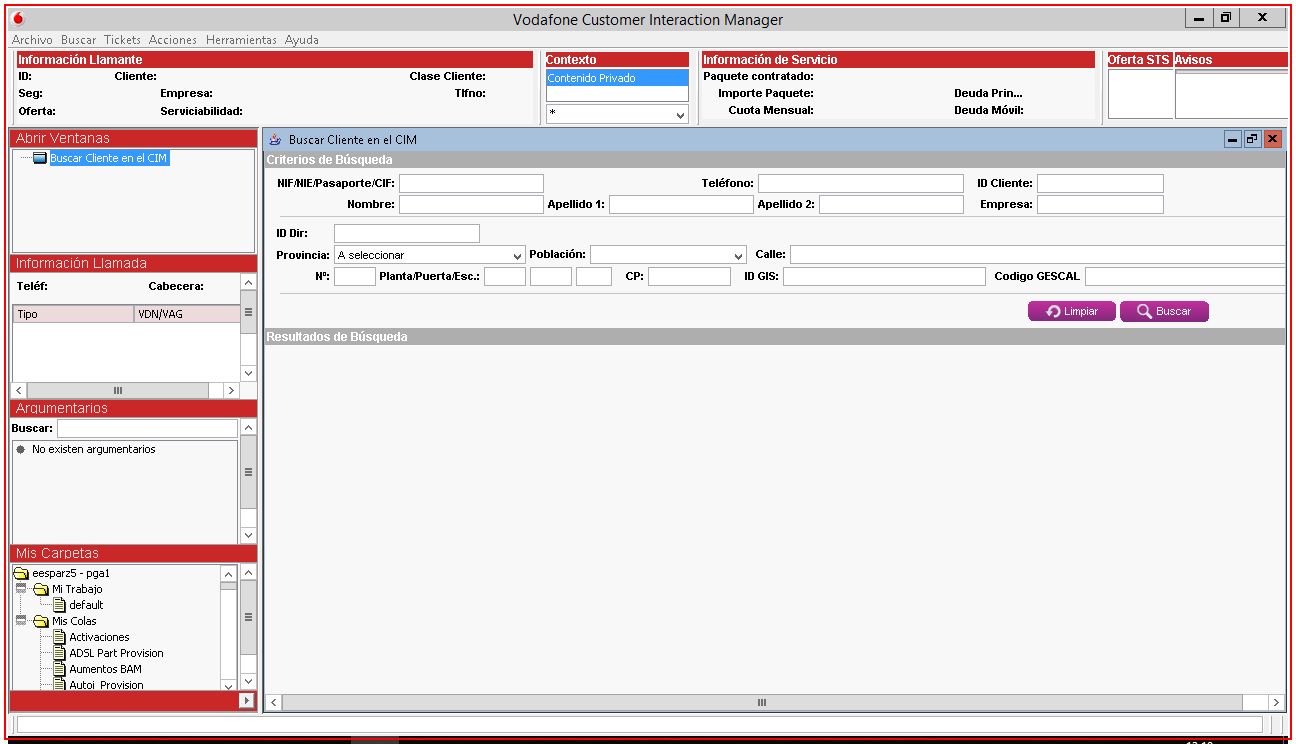 Vodafone Customer Interaction Manager
Archivo Buscar Tickets Acciones Herramientas Ayuda
Información Llamante
ID: Cliente: Clase Cliente:
Seg: Empresa: Tlfno:
Oferta: Serviciabilidad:
Contexto
Contenido Privado
*
Información de Servicio
Paquete contratado:
Importe Paquete: Deuda Prin...
Cuota Mensual: Deuda Móvil:
Oferta STS Avisos
Abrir Ventanas
Buscar Cliente en el CIM
Información Llamada
Teléf: Cabecera:
Tipo VDN/VAG
Argumentarios
Buscar:
No existen argumentarios
Mis Carpetas
eesparz5 - pga1
Mi Trabajo
default
Mis Colas
Activaciones
ADSL Part Provision
Aumentos BAM
Autoi Provision
Buscar Cliente en el CIM
Criterios de Búsqueda
NIF/NIE/Pasaporte/CIF: Teléfono: ID Cliente:
Nombre: Apellido 1: Apellido 2: Empresa:
ID Dir:
Provincia: A seleccionar Población: Calle:
Nº: Planta/Puerta/Esc.: CP: ID GIS: Codigo GESCAL
Limpiar Buscar
Resultados de Búsqueda